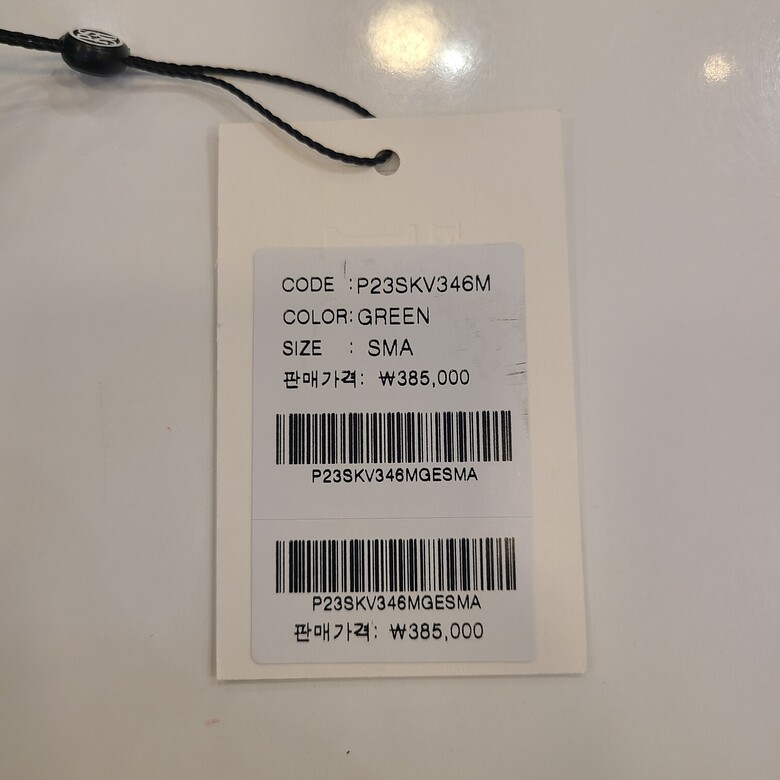 CODE : P23SKV346M
COLOR: GREEN
SIZE : SMA
판매가격: ₩385,000
P23SKV346MGESMA
P23SKV346MGESMA
판매가격: ₩385,000